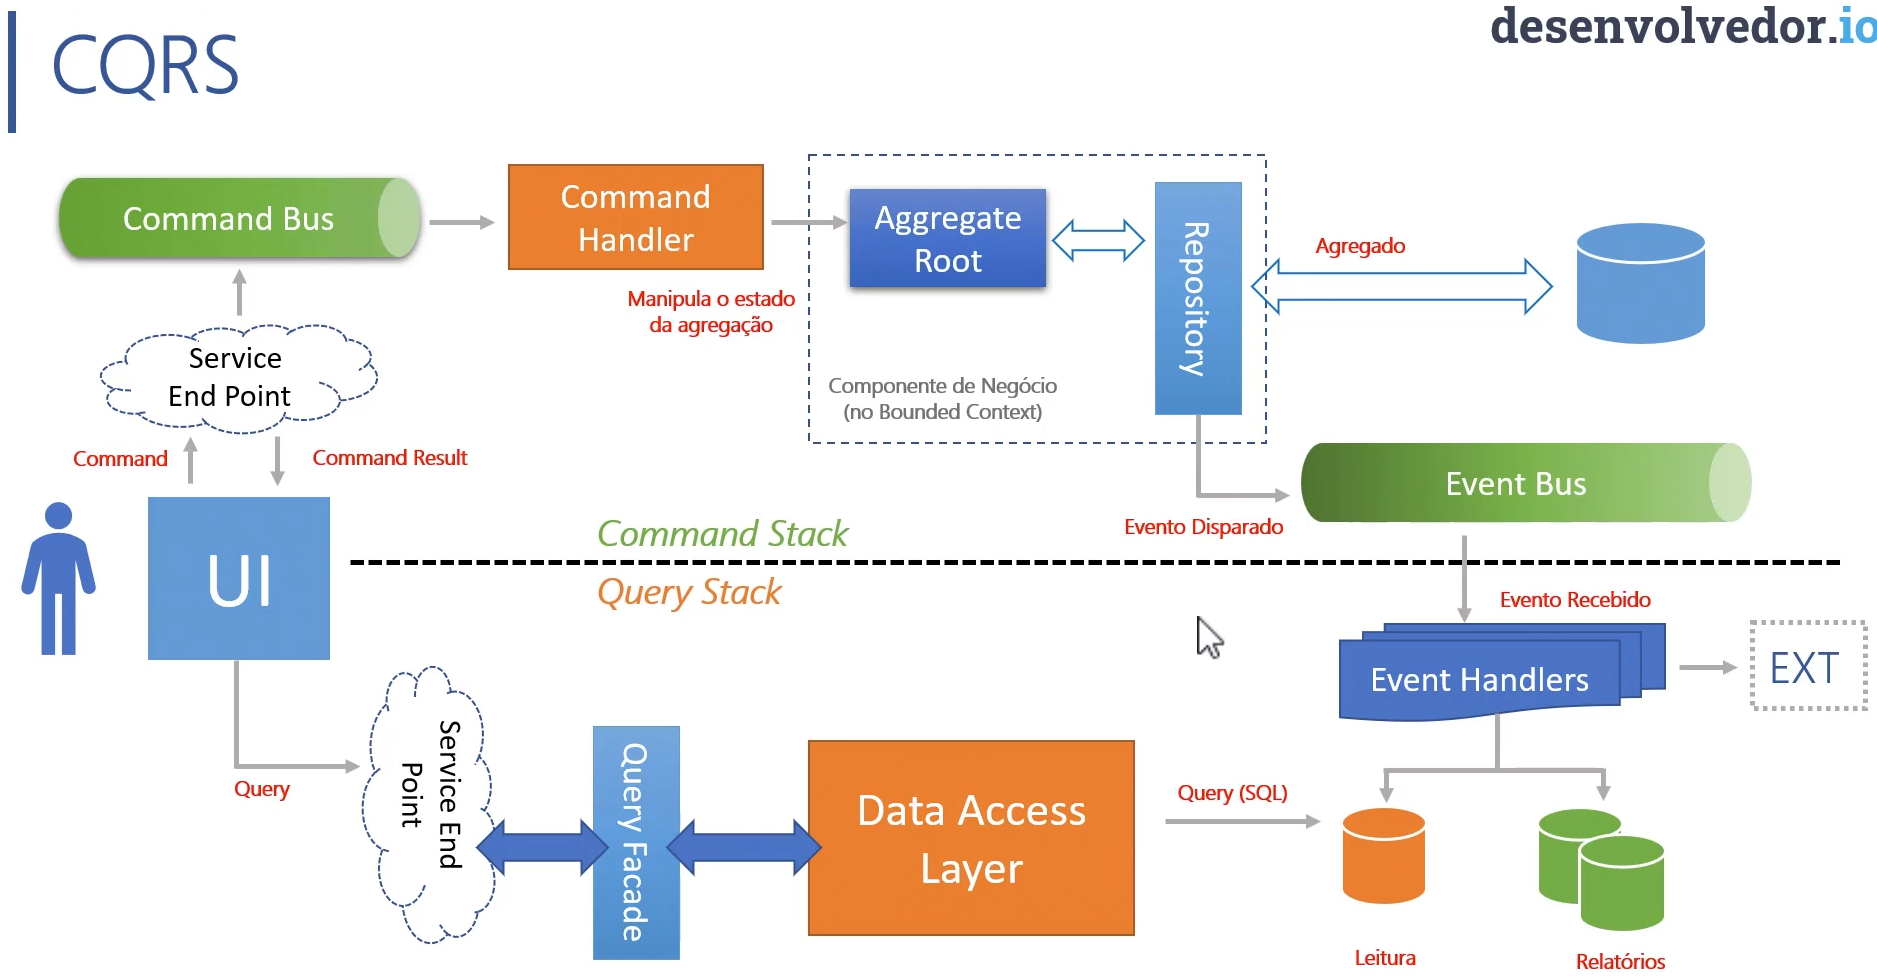 CQRS
desenvolvedor.io
Command Bus
Command
Handler
Aggregate
Root
Repository
Agregado
Manipula o estado
da agregação
Componente de Negócio
(no Bounded Context)
Service
End Point
Command
Command Result
UI
Command Stack
Query Stack
Evento Disparado
Event Bus
Evento Recebido
Event Handlers
EXT
Query
Service End
Point
Query Facade
Data Access
Layer
Query (SQL)
Leitura
Relatórios